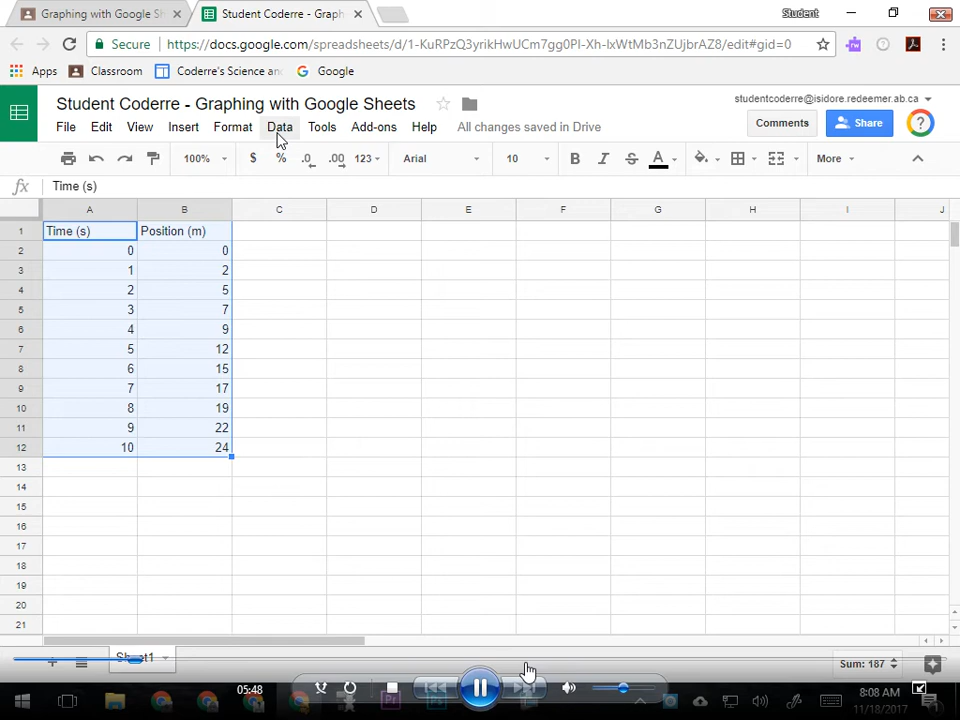 Graphing with Google Sh
Student Coderre - Graph
Student
Secure
https://docs.google.com/spreadsheets/d/1-KuRPzQ3yrikHwUCm7gg0PI-Xh-lxWtMb3nZUjbrAZ8/edit#gid=0
Apps
Classroom
Coderre's Science an
Google
Student Coderre - Graphing with Google Sheets
studentcoderre@isidore.redeemer.ab.ca
File Edit View Insert Format Data Tools Add-ons Help All changes saved in Drive
Comments
Share
100% $ % .0 .00 123 Arial 10 B I S A More
fx Time (s)
A B C D E F G H I J
1 Time (s) Position (m)
2 0 0
3 1 2
4 2 5
5 3 7
6 4 9
7 5 12
8 6 15
9 7 17
10 8 19
11 9 22
12 10 24
13
14
15
16
17
18
19
20
21
Sheet1
Sum: 187
05:48
8:08 AM
11/18/2017